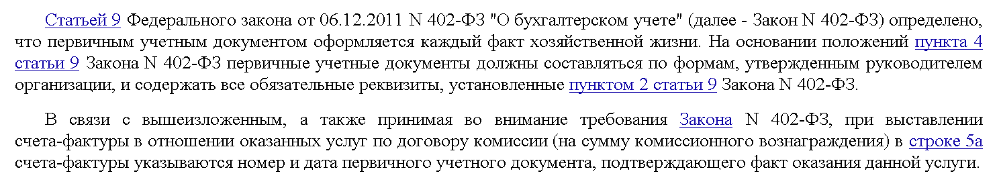 Статьей 9 Федерального закона от 06.12.2011 N 402-ФЗ "О бухгалтерском учете" (далее - Закон N 402-ФЗ) определено,
что первичным учетным документом оформляется каждый факт хозяйственной жизни. На основании положений пункта 4
статьи 9 Закона N 402-ФЗ первичные учетные документы должны составляться по формам, утвержденным руководителем
организации, и содержать все обязательные реквизиты, установленные пунктом 2 статьи 9 Закона N 402-ФЗ.
В связи с вышеизложенным, а также принимая во внимание требования Закона N 402-ФЗ, при выставлении
счета-фактуры в отношении оказанных услуг по договору комиссии (на сумму комиссионного вознаграждения) в строке 5а
счета-фактуры указываются номер и дата первичного учетного документа, подтверждающего факт оказания данной услуги.